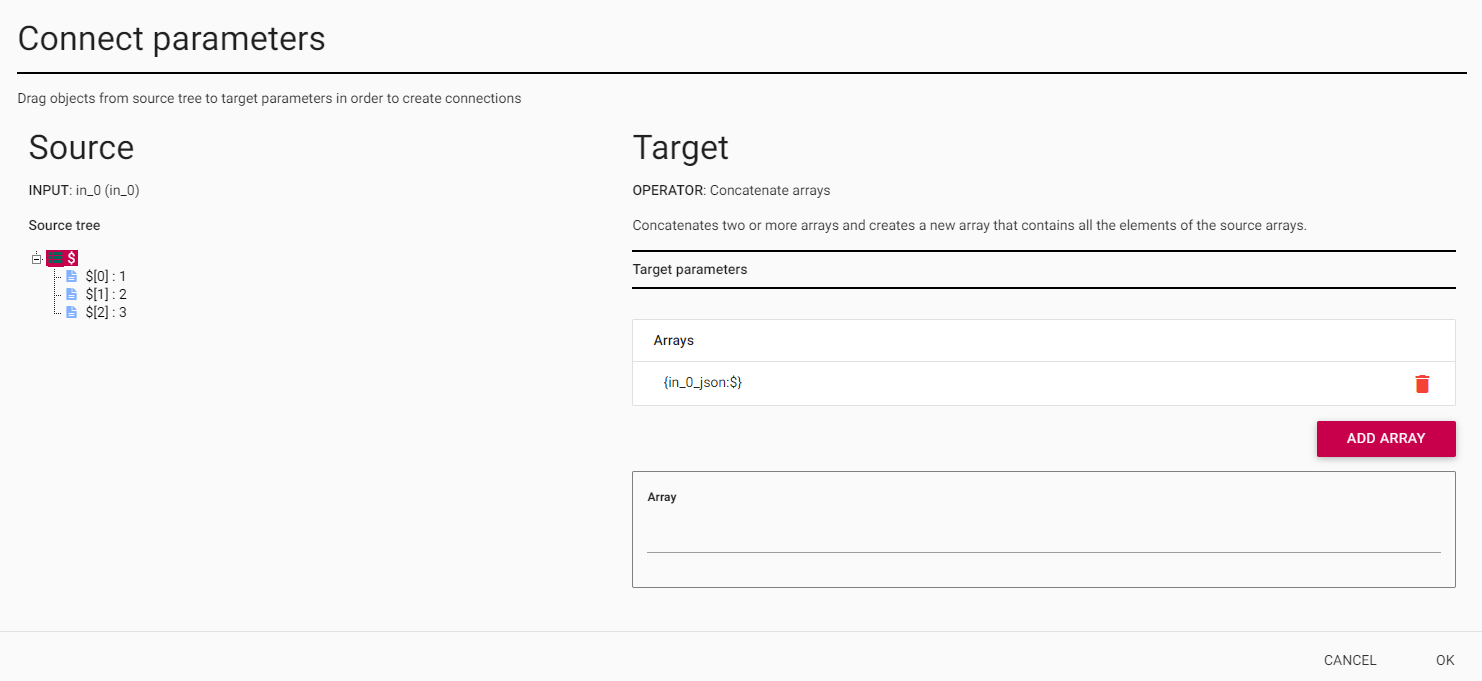 Connect parameters
Drag objects from source tree to target parameters in order to create connections
Source
INPUT: in_0 (in_0)
Source tree
$
$[0] : 1
$[1] : 2
$[2] : 3
Target
OPERATOR: Concatenate arrays
Concatenates two or more arrays and creates a new array that contains all the elements of the source arrays.
Target parameters
Arrays
{in_0_json:$}
ADD ARRAY
Array
CANCEL
OK